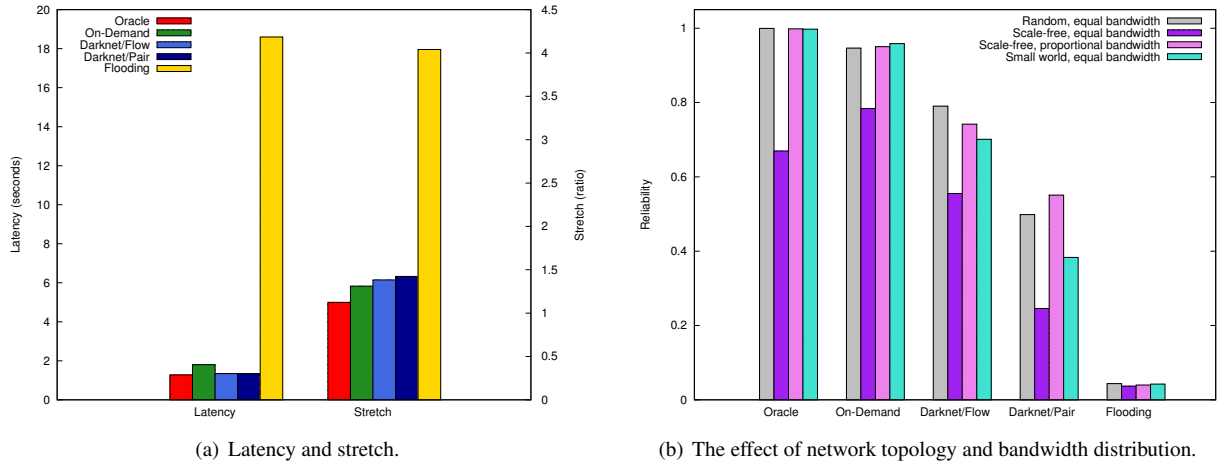 20
18
16
14
12
10
8
6
4
2
0
Latency (seconds)
Oracle
On-Demand
Darknet/Flow
Darknet/Pair
Flooding
4.5
4
3.5
3
2.5
2
1.5
1
0.5
0
Stretch (ratio)
Latency
Stretch
(a) Latency and stretch.
1
0.8
0.6
0.4
0.2
0
Reliability
Random, equal bandwidth
Scale-free, equal bandwidth
Scale-free, proportional bandwidth
Small world, equal bandwidth
Oracle
On-Demand
Darknet/Flow
Darknet/Pair
Flooding
(b) The effect of network topology and bandwidth distribution.